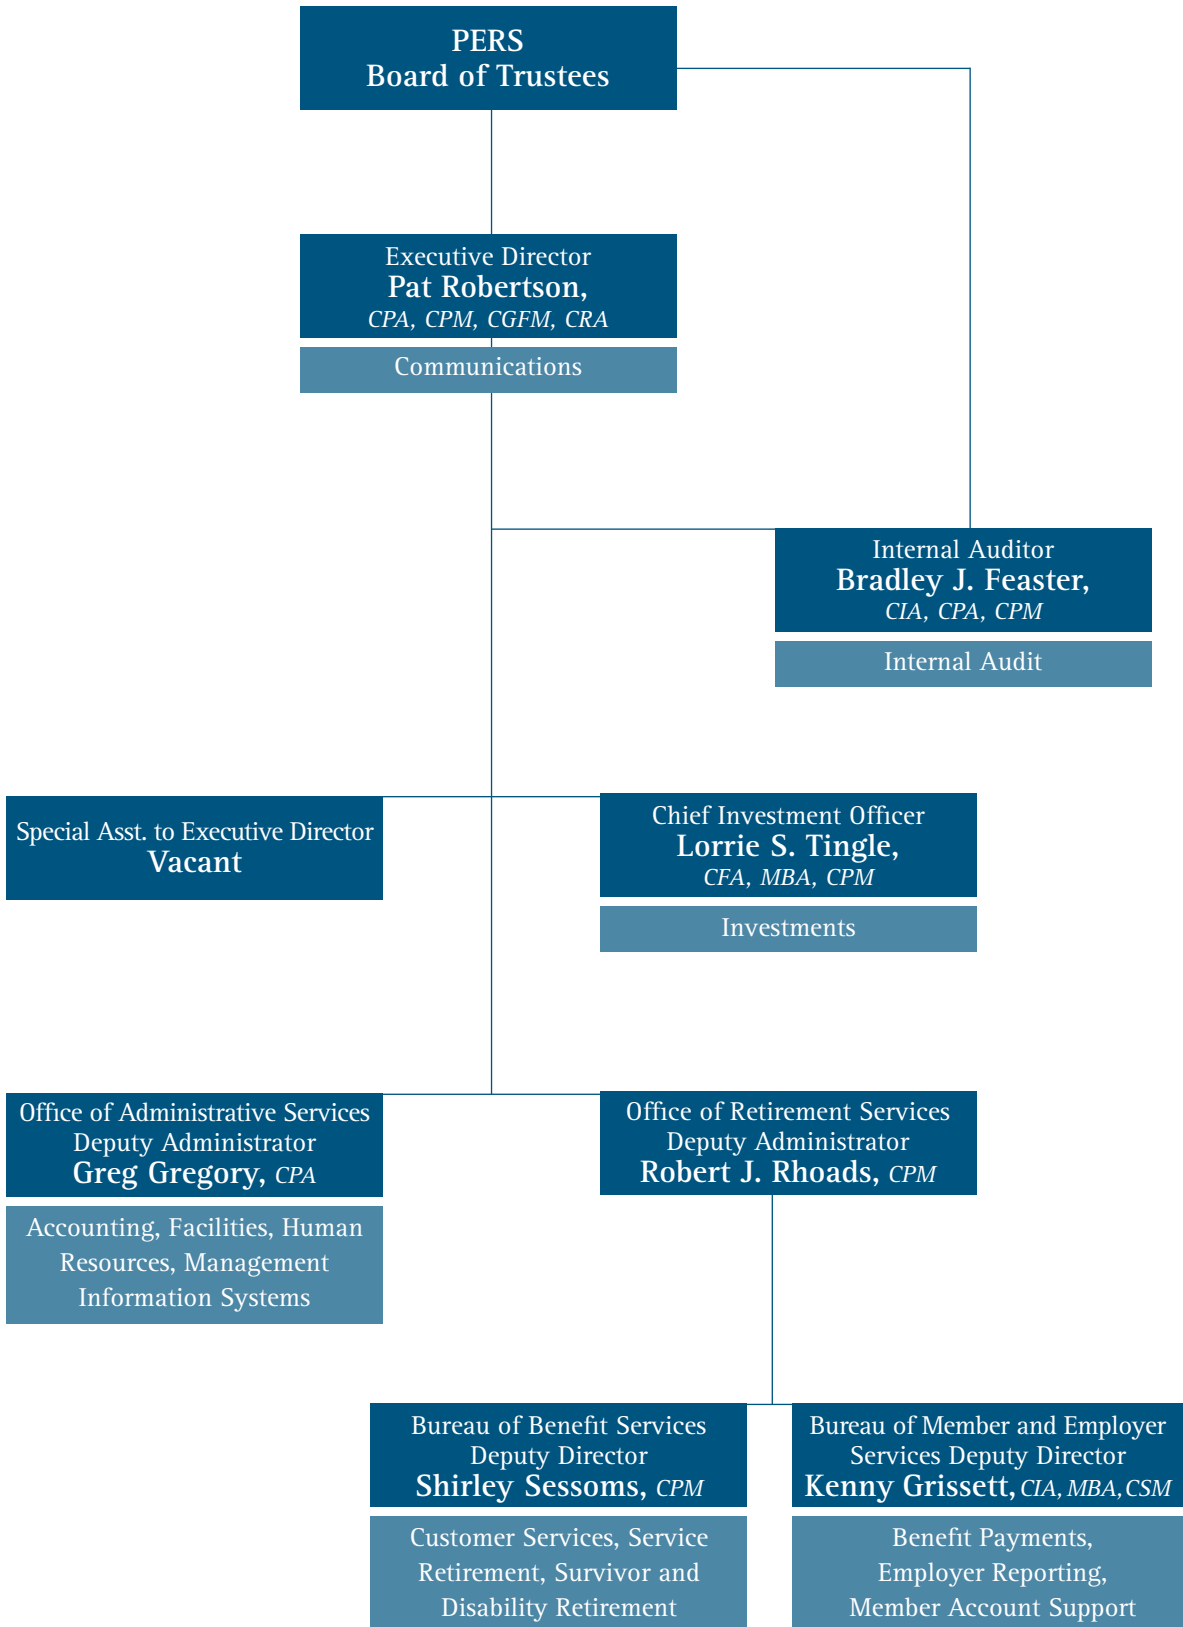 PERS
Board of Trustees
Executive Director
Pat Robertson,
CPA, CPM, CGFM, CRA
Communications
Internal Auditor
Bradley J. Feaster,
CIA, CPA, CPM
Internal Audit
Special Asst. to Executive Director
Vacant
Chief Investment Officer
Lorrie S. Tingle,
CFA, MBA, CPM
Investments
Office of Administrative Services
Deputy Administrator
Greg Gregory, CPA
Accounting, Facilities, Human
Resources, Management
Information Systems
Office of Retirement Services
Deputy Administrator
Robert J. Rhoads, CPM
Bureau of Benefit Services
Deputy Director
Shirley Sessoms, CPM
Customer Services, Service
Retirement, Survivor and
Disability Retirement
Bureau of Member and Employer
Services Deputy Director
Kenny Grissett, CIA, MBA, CSM
Benefit Payments,
Employer Reporting,
Member Account Support